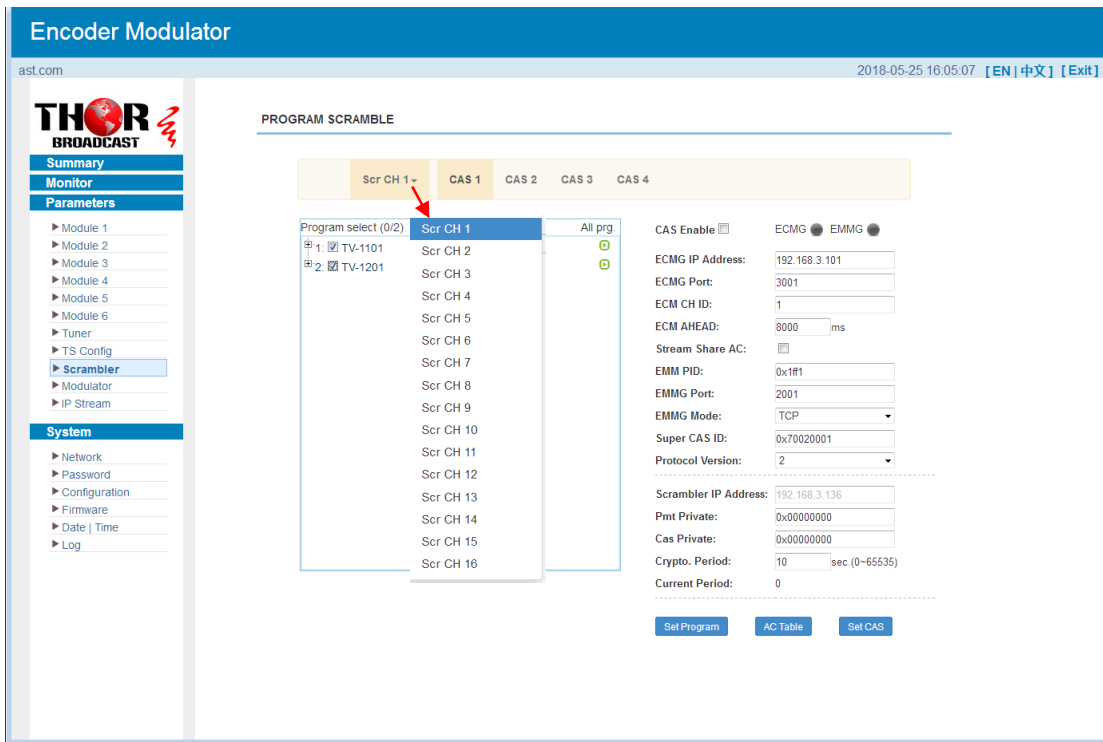 Encoder Modulator
ast.com 2018-05-25 16:05:07 [ EN | 中文 ] [ Exit ]
THOR
BROADCAST
PROGRAM SCRAMBLE
Summary
Monitor
Parameters
Module 1
Module 2
Module 3
Module 4
Module 5
Module 6
Tuner
TS Config
Scrambler
Modulator
IP Stream
System
Network
Password
Configuration
Firmware
Date | Time
Log
Scr CH 1 CAS 1 CAS 2 CAS 3 CAS 4
Program select (0/2) All prg.
1: TV-1101
2: TV-1201
Scr CH 1
Scr CH 2
Scr CH 3
Scr CH 4
Scr CH 5
Scr CH 6
Scr CH 7
Scr CH 8
Scr CH 9
Scr CH 10
Scr CH 11
Scr CH 12
Scr CH 13
Scr CH 14
Scr CH 15
Scr CH 16
CAS Enable ECMG EMMG
ECMG IP Address: 192.168.3.101
ECMG Port: 3001
ECM CH ID: 1
ECM AHEAD: 8000 ms
Stream Share AC:
EMM PID: 0x1ff1
EMMG Port: 2001
EMMG Mode: TCP
Super CAS ID: 0x70020001
Protocol Version: 2
Scrambler IP Address: 192.168.3.136
Pmt Private: 0x00000000
Cas Private: 0x00000000
Crypto. Period: 10 sec.(0~65535)
Current Period: 0
Set Program AC Table Set CAS